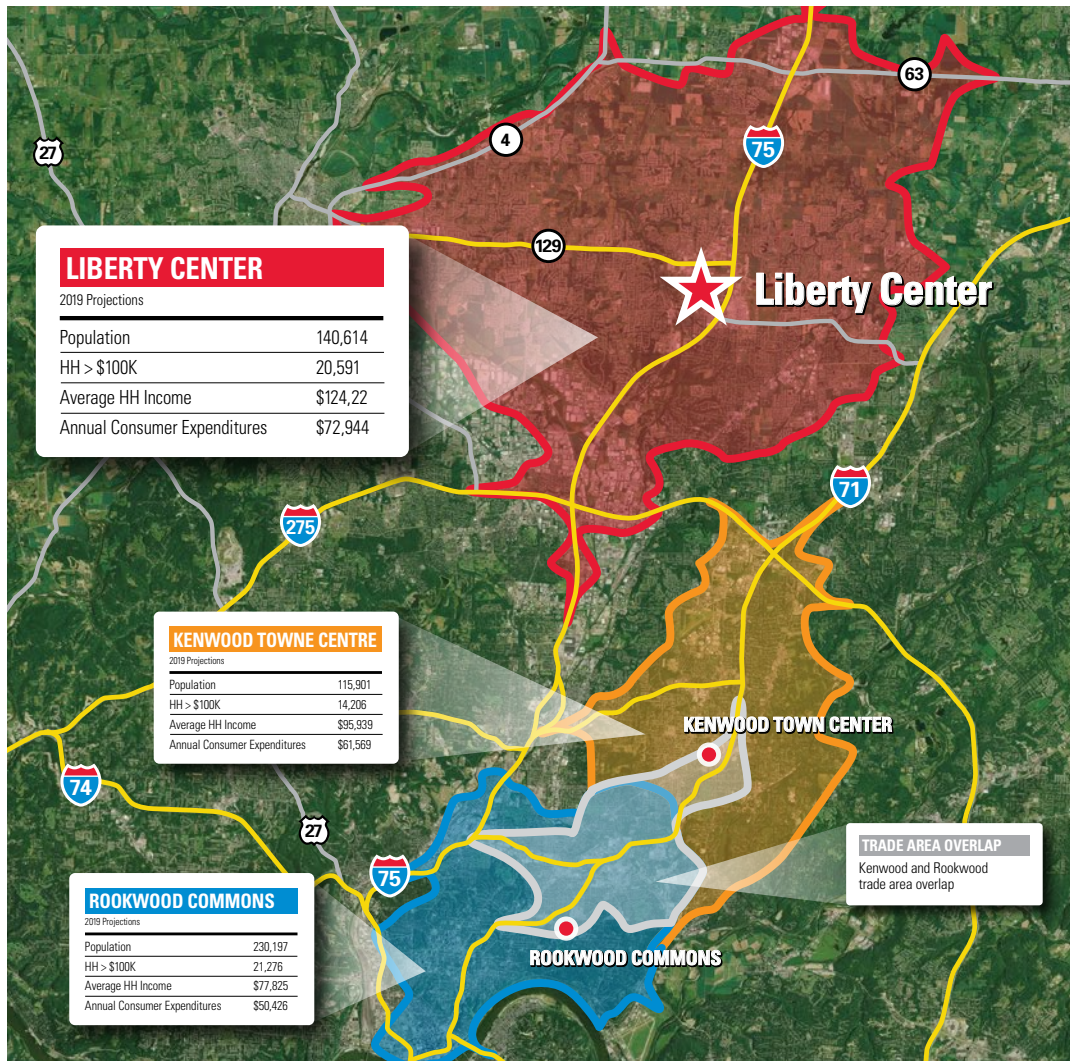 63
4
75
27
129
LIBERTY CENTER
2019 Projections
Population 140,614
HH > $100K 20,591
Average HH Income $124,22
Annual Consumer Expenditures $72,944
Liberty Center
71
275
KENWOOD TOWNE CENTRE
2019 Projections
Population 115,901
HH > $100K 14,206
Average HH Income $95,939
Annual Consumer Expenditures $61,569
KENWOOD TOWN CENTER
74
27
75
TRADE AREA OVERLAP
Kenwood and Rookwood
trade area overlap
ROOKWOOD COMMONS
2019 Projections
Population 230,197
HH > $100K 21,276
Average HH Income $77,825
Annual Consumer Expenditures $50,426
ROOKWOOD COMMONS